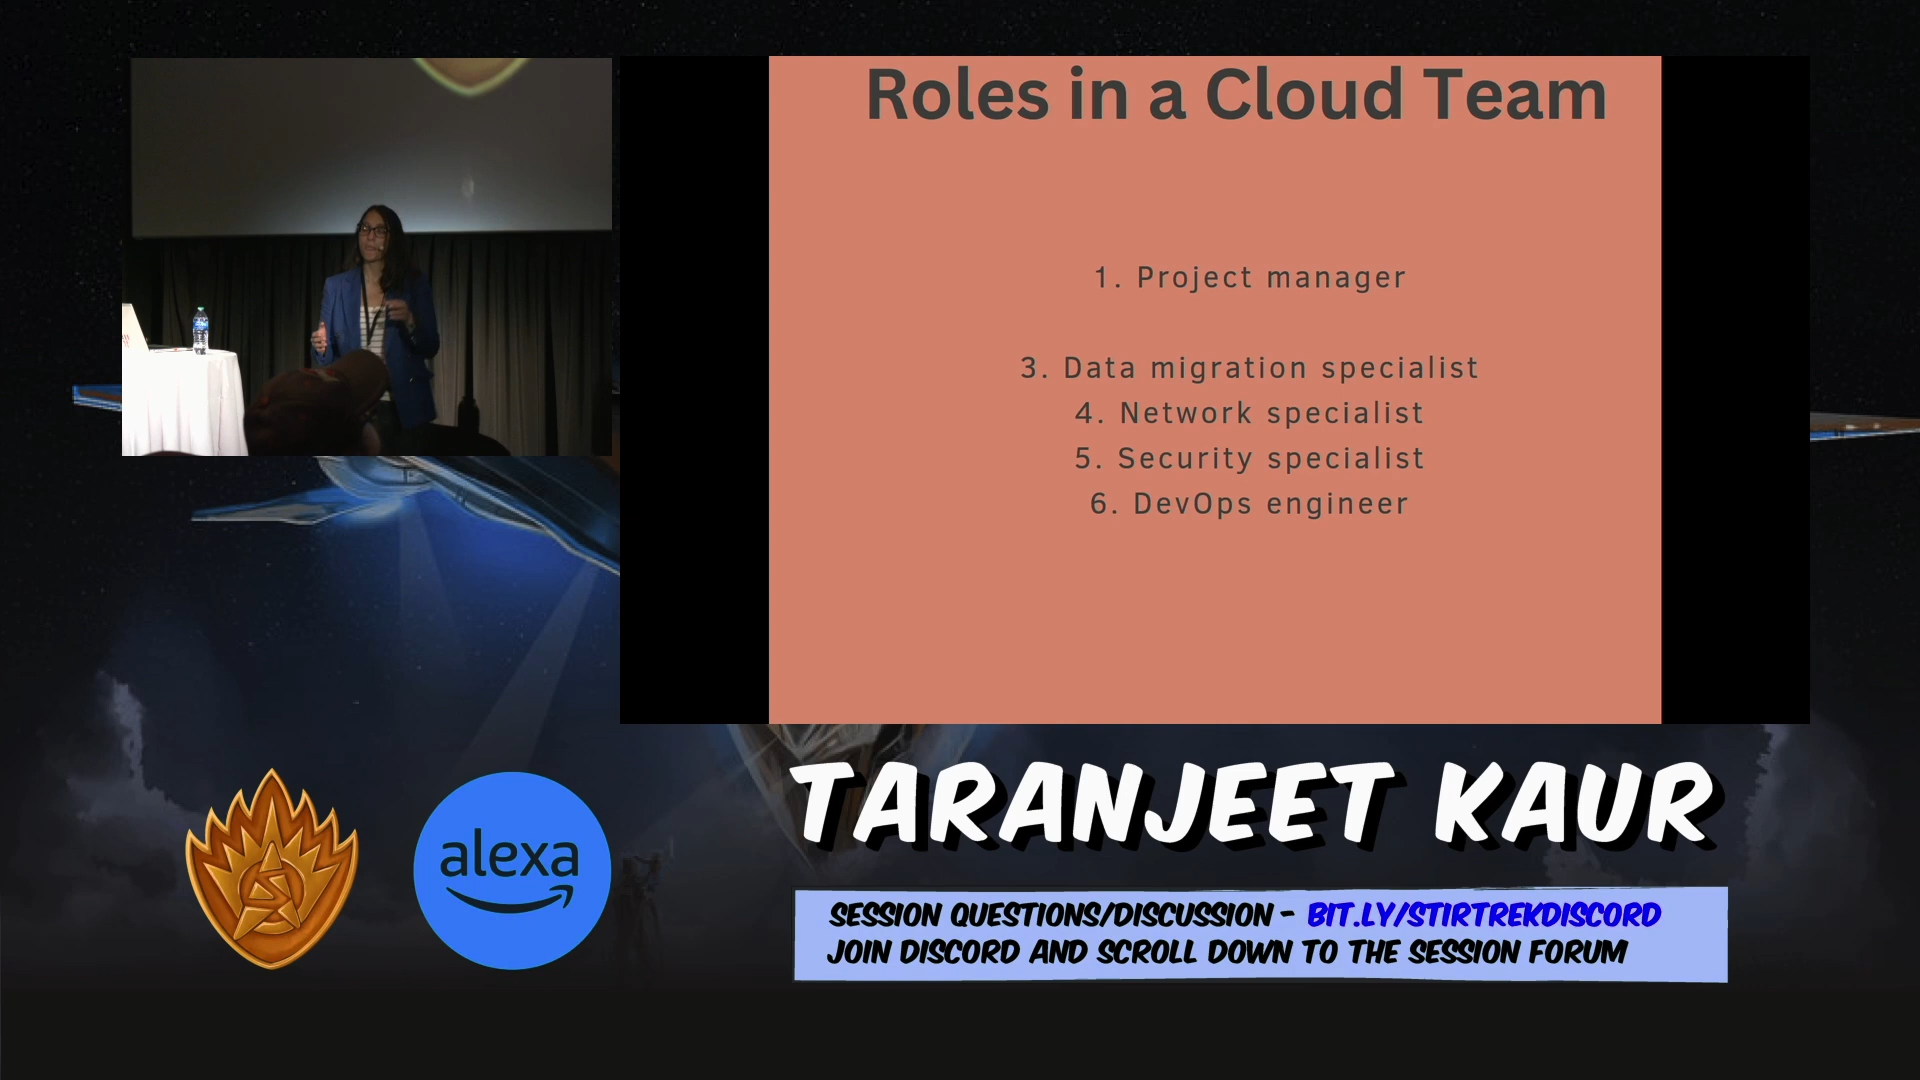 Roles in a Cloud Team
1. Project manager
3. Data migration specialist
4. Network specialist
5. Security specialist
6. DevOps engineer
alexa
TARANJEET KAUR
SESSION QUESTIONS/DISCUSSION - BIT.LY/STIRTREKDISCORD
JOIN DISCORD AND SCROLL DOWN TO THE SESSION FORUM